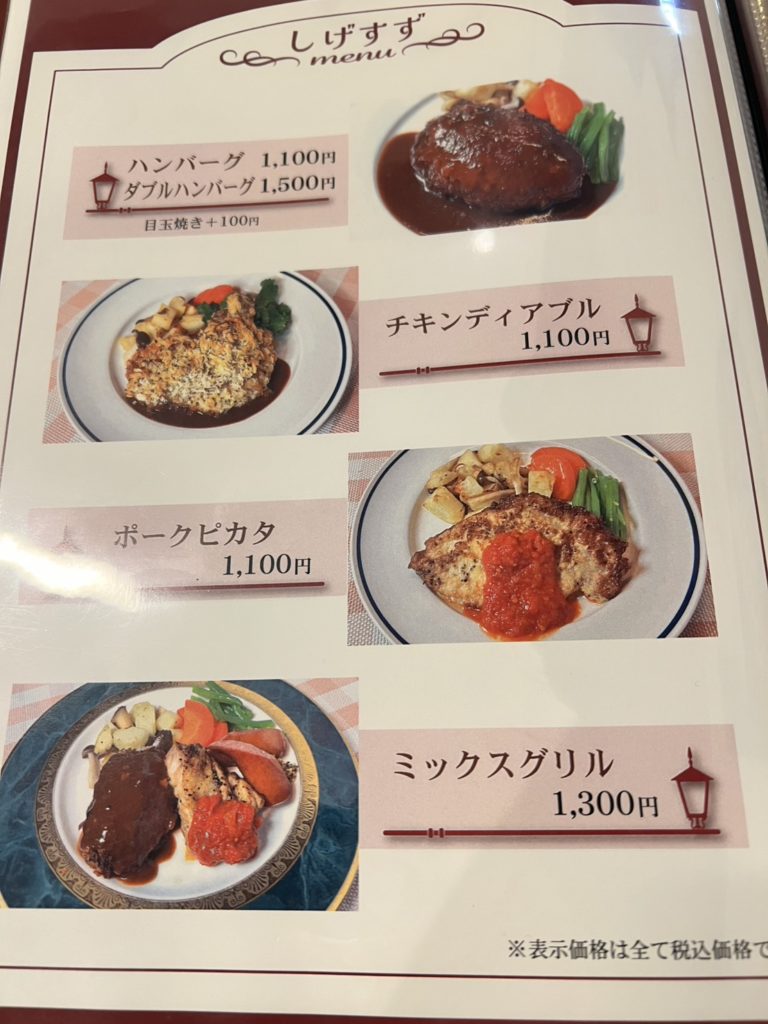 しげすず
menu
ハンバーグ 1,100円
ダブルハンバーグ 1,500円
目玉焼き+100円
チキンディアブル
1,100円
ポークピカタ
1,100円
ミックスグリル
1,300円
※表示価格は全て税込価格で